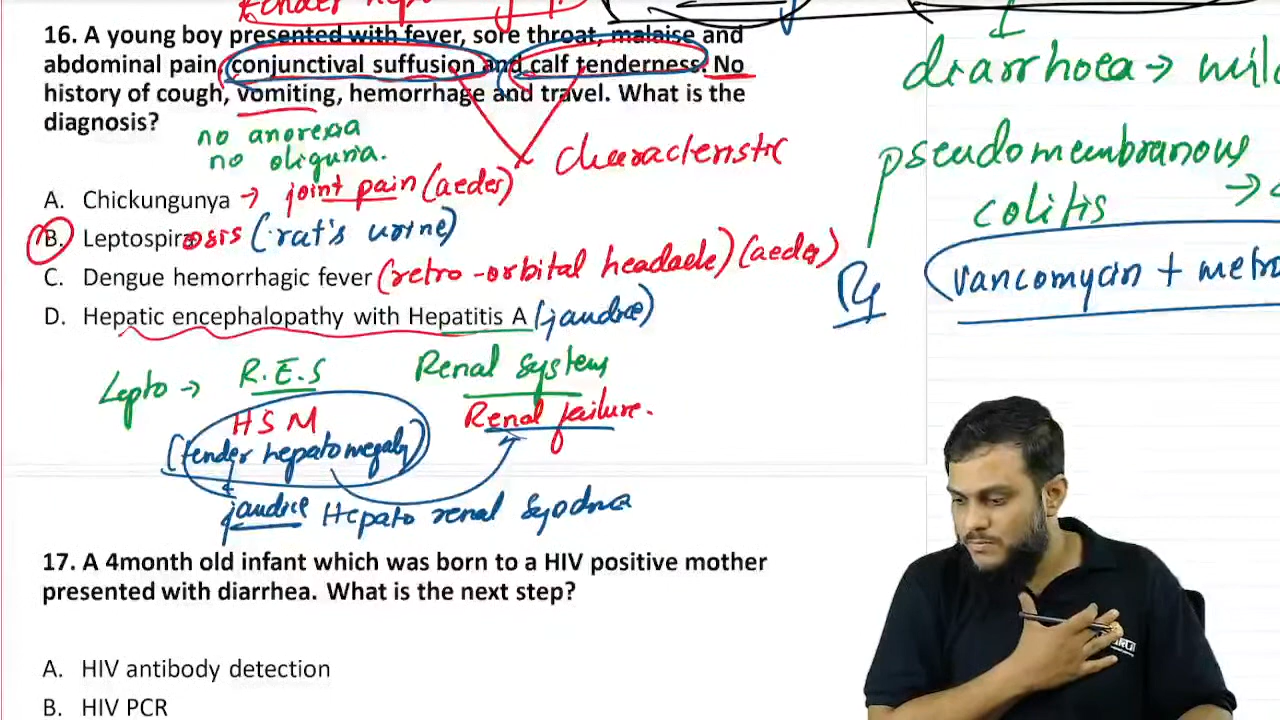 16. A young boy presented with fever, sore throat, malaise and
abdominal pain, conjunctival suffusion and calf tenderness. No
history of cough, vomiting, hemorrhage and travel. What is the
diagnosis?
no anorexia
no oliguria.
characteristic
A. Chickungunya → joint pain (aedes)
B. Leptospirosis (rat's urine)
C. Dengue hemorrhagic fever (retro-orbital headache) (aedes)
D. Hepatic encephalopathy with Hepatitis A (jaundice)
Lepto → R.E.S Renal system
HSM Renal failure.
(tender hepatomegaly)
jaundice Hepato renal
17. A 4month old infant which was born to a HIV positive mother
presented with diarrhea. What is the next step?
A. HIV antibody detection
B. HIV PCR
diarrhoea →
pseudomembranous
colitis →
Rx
vancomycin +